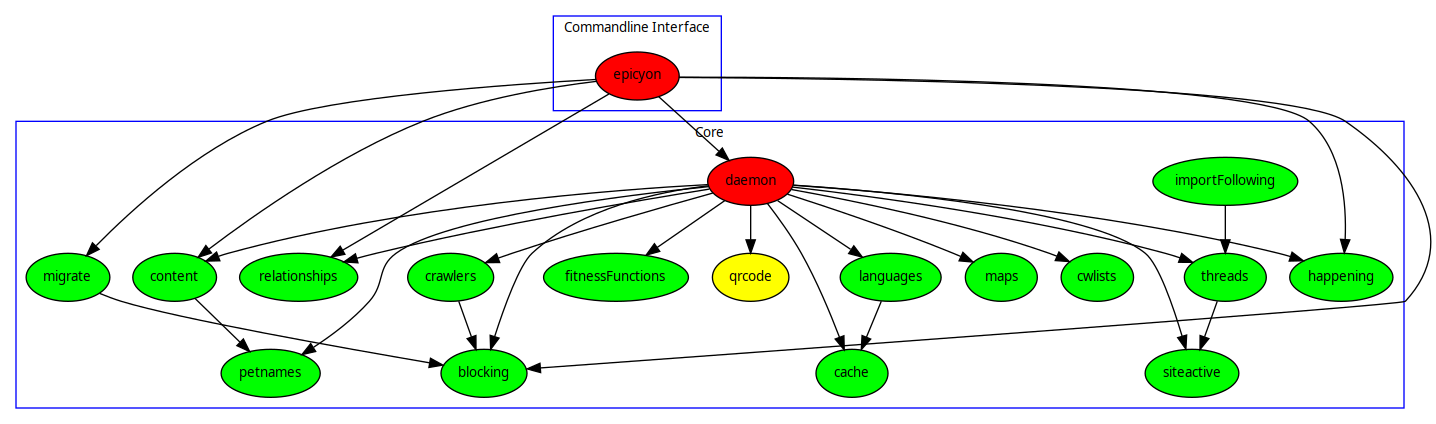 Commandline Interface
epicyon
Core
daemon
importFollowing
migrate
content
relationships
crawlers
fitnessFunctions
qrcode
languages
maps
cwlists
threads
happening
petnames
blocking
cache
siteactive